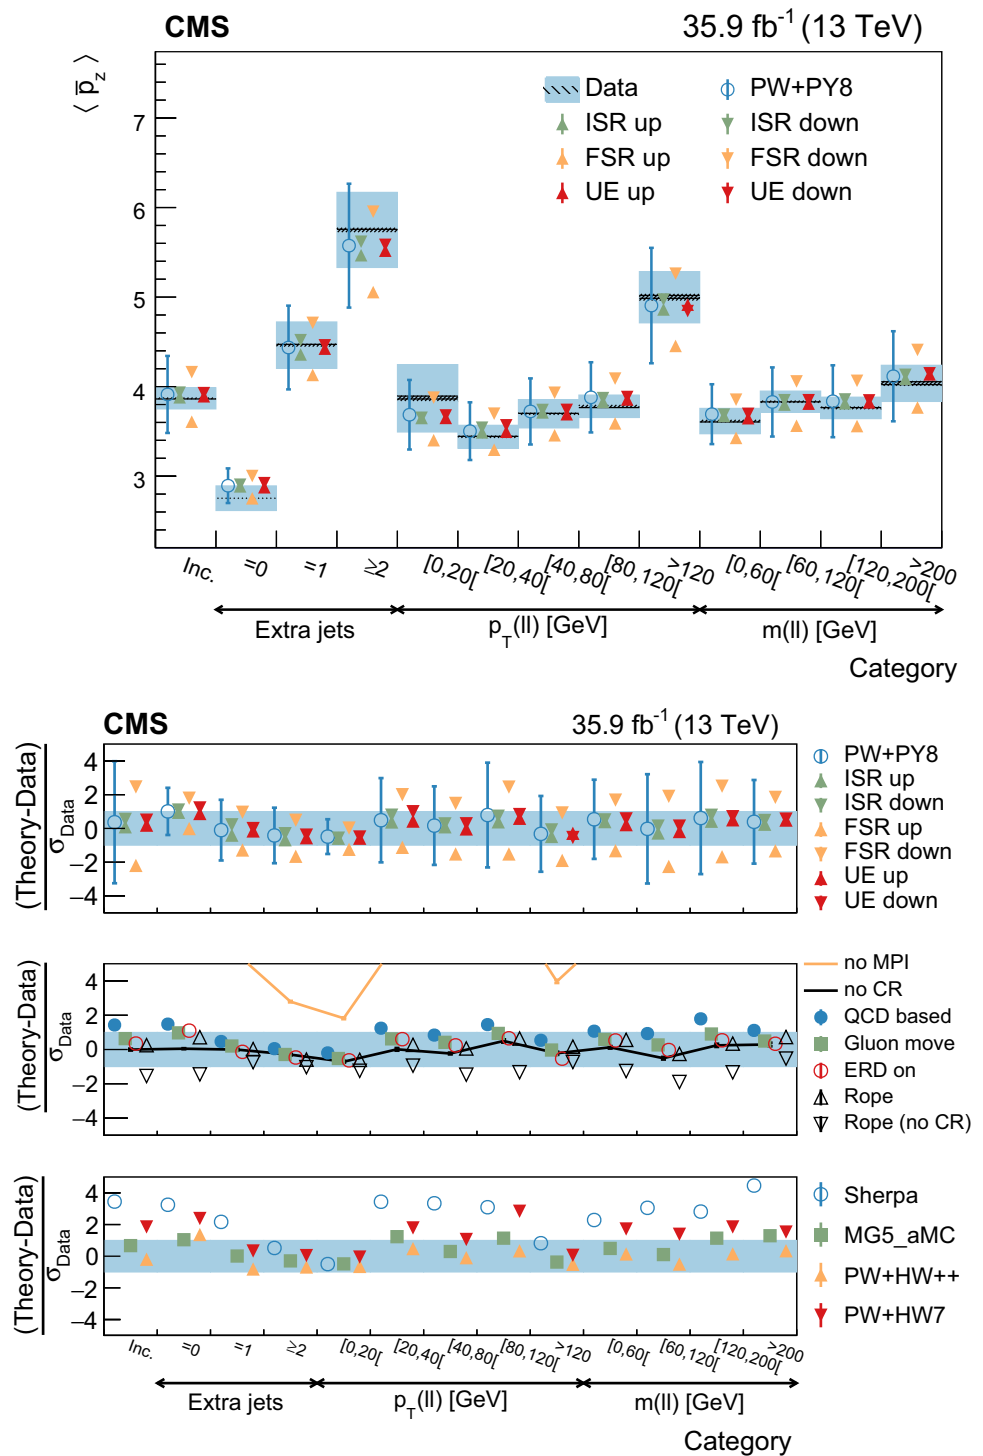 CMS 35.9 fb⁻¹ (13 TeV)
⟨ p̅_z ⟩
Data PW+PY8
ISR up ISR down
FSR up FSR down
UE up UE down
7
6
5
4
3
Inc. =0 =1 ≥2 [0,20[ [20,40[ [40,80[ [80,120[ >120 [0,60[ [60,120[ [120,200[ >200
Extra jets p_T(ll) [GeV] m(ll) [GeV]
Category
CMS 35.9 fb⁻¹ (13 TeV)
(Theory-Data)
σ_Data
4
2
0
−2
−4
PW+PY8
ISR up
ISR down
FSR up
FSR down
UE up
UE down
(Theory-Data)
σ_Data
4
2
0
−2
−4
no MPI
no CR
QCD based
Gluon move
ERD on
Rope
Rope (no CR)
(Theory-Data)
σ_Data
4
2
0
−2
−4
Sherpa
MG5_aMC
PW+HW++
PW+HW7
Inc. =0 =1 ≥2 [0,20[ [20,40[ [40,80[ [80,120[ >120 [0,60[ [60,120[ [120,200[ >200
Extra jets p_T(ll) [GeV] m(ll) [GeV]
Category